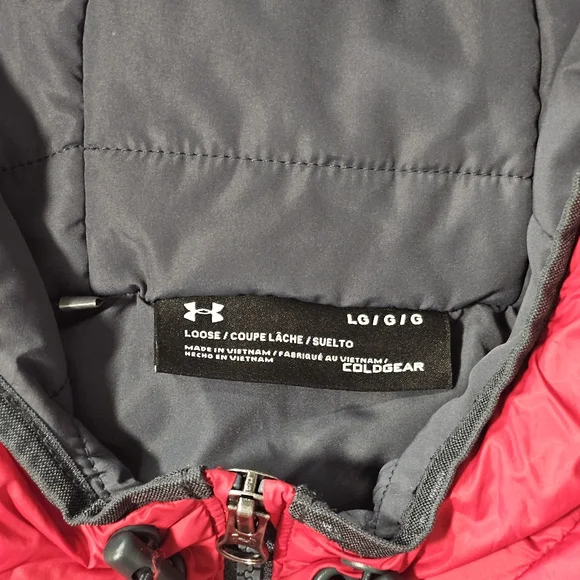 LG / G / G
LOOSE / COUPE LÂCHE / SUELTO
MADE IN VIETNAM / FABRIQUÉ AU VIETNAM /
HECHO EN VIETNAM
COLDGEAR